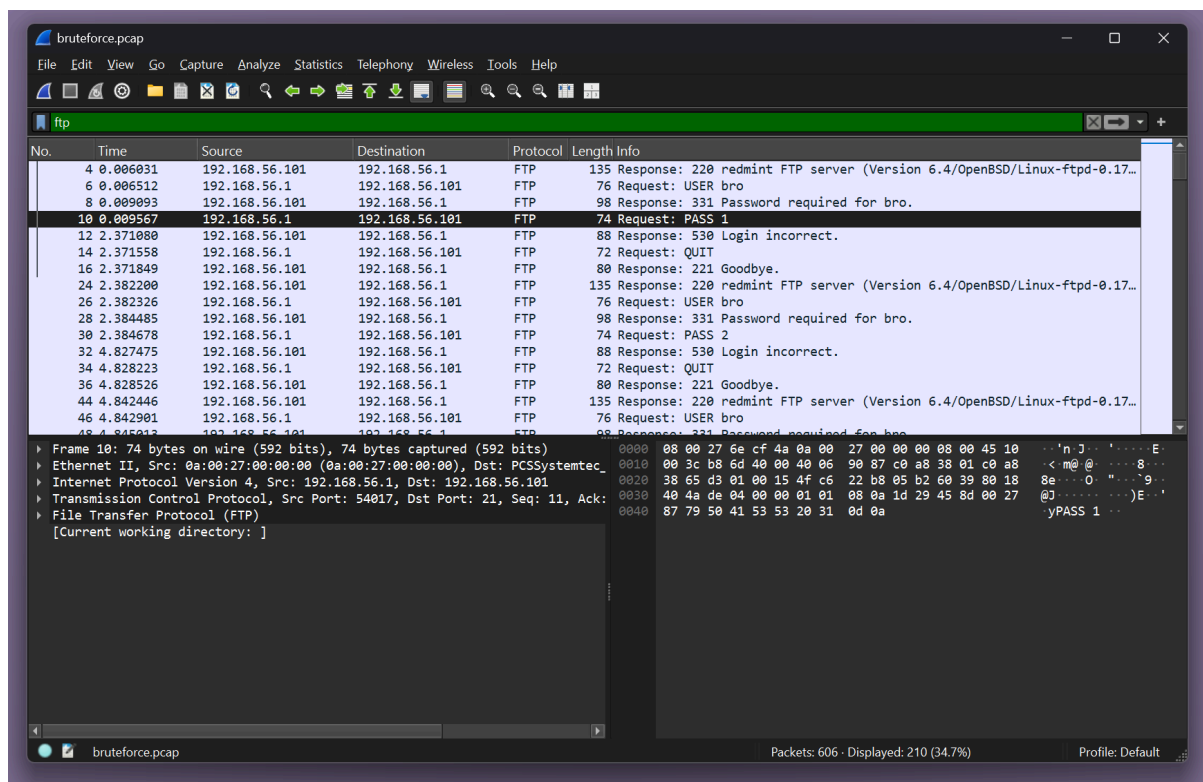 bruteforce.pcap
File Edit View Go Capture Analyze Statistics Telephony Wireless Tools Help
ftp
No. Time Source Destination Protocol Length Info
4 0.006031 192.168.56.101 192.168.56.1 FTP 135 Response: 220 redmint FTP server (Version 6.4/OpenBSD/Linux-ftpd-0.17…
6 0.006512 192.168.56.1 192.168.56.101 FTP 76 Request: USER bro
8 0.009093 192.168.56.101 192.168.56.1 FTP 98 Response: 331 Password required for bro.
10 0.009567 192.168.56.1 192.168.56.101 FTP 74 Request: PASS 1
12 2.371080 192.168.56.101 192.168.56.1 FTP 88 Response: 530 Login incorrect.
14 2.371558 192.168.56.1 192.168.56.101 FTP 72 Request: QUIT
16 2.371849 192.168.56.101 192.168.56.1 FTP 80 Response: 221 Goodbye.
24 2.382200 192.168.56.101 192.168.56.1 FTP 135 Response: 220 redmint FTP server (Version 6.4/OpenBSD/Linux-ftpd-0.17…
26 2.382326 192.168.56.1 192.168.56.101 FTP 76 Request: USER bro
28 2.384485 192.168.56.101 192.168.56.1 FTP 98 Response: 331 Password required for bro.
30 2.384678 192.168.56.1 192.168.56.101 FTP 74 Request: PASS 2
32 4.827475 192.168.56.101 192.168.56.1 FTP 88 Response: 530 Login incorrect.
34 4.828223 192.168.56.1 192.168.56.101 FTP 72 Request: QUIT
36 4.828526 192.168.56.101 192.168.56.1 FTP 80 Response: 221 Goodbye.
44 4.842446 192.168.56.101 192.168.56.1 FTP 135 Response: 220 redmint FTP server (Version 6.4/OpenBSD/Linux-ftpd-0.17…
46 4.842901 192.168.56.1 192.168.56.101 FTP 76 Request: USER bro
48 4.845013 192.168.56.101 192.168.56.1 FTP 98 Response: 331 Password required for bro
Frame 10: 74 bytes on wire (592 bits), 74 bytes captured (592 bits)
Ethernet II, Src: 0a:00:27:00:00:00 (0a:00:27:00:00:00), Dst: PCSSystemtec_
Internet Protocol Version 4, Src: 192.168.56.1, Dst: 192.168.56.101
Transmission Control Protocol, Src Port: 54017, Dst Port: 21, Seq: 11, Ack:
File Transfer Protocol (FTP)
[Current working directory: ]
0000 08 00 27 6e cf 4a 0a 00 27 00 00 00 08 00 45 10 ··'n·J·· '·····E·
0010 00 3c b8 6d 40 00 40 06 90 87 c0 a8 38 01 c0 a8 ·<·m@·@· ····8···
0020 38 65 d3 01 00 15 4f c6 22 b8 05 b2 60 39 80 18 8e····O· "···`9··
0030 40 4a de 04 00 00 01 01 08 0a 1d 29 45 8d 00 27 @J······ ···)E··'
0040 87 79 50 41 53 53 20 31 0d 0a ·yPASS 1 ··
bruteforce.pcap
Packets: 606 · Displayed: 210 (34.7%)
Profile: Default